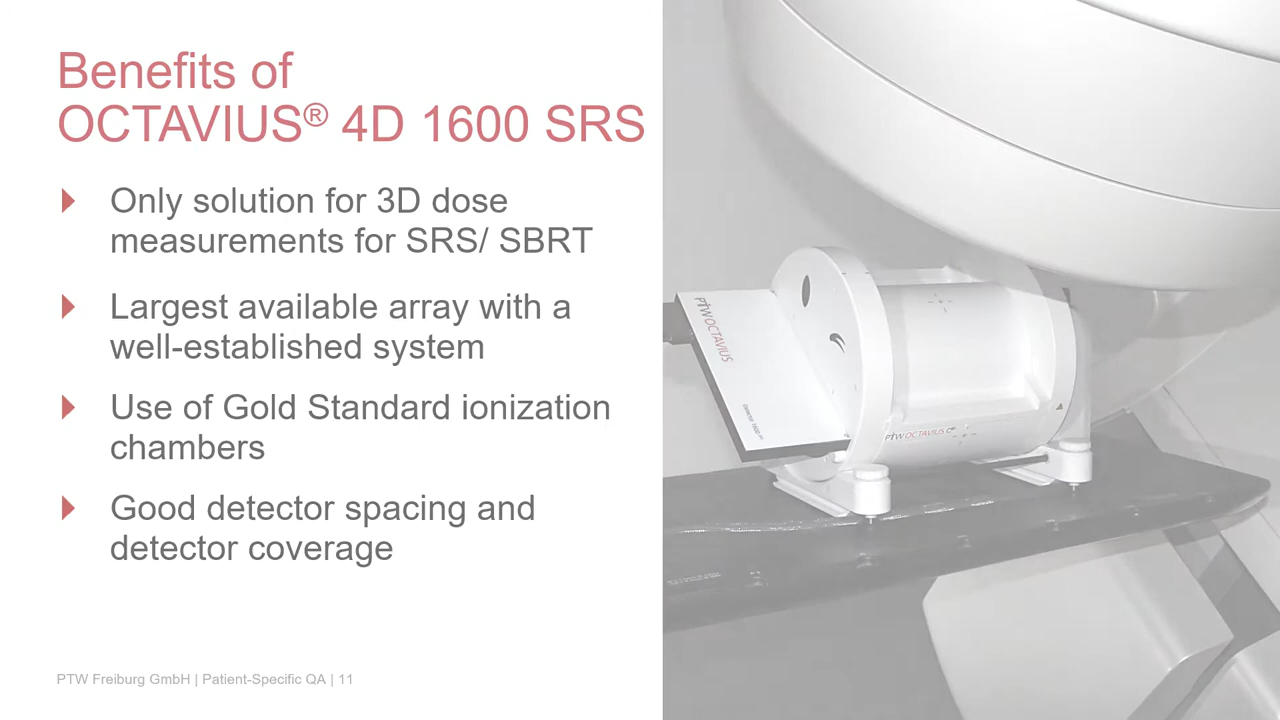 Benefits of
OCTAVIUS® 4D 1600 SRS
Only solution for 3D dose
measurements for SRS/ SBRT
Largest available array with a
well-established system
Use of Gold Standard ionization
chambers
Good detector spacing and
detector coverage
PTW Freiburg GmbH | Patient-Specific QA | 11
PTW OCTAVIUS
PTW OCTAVIUS